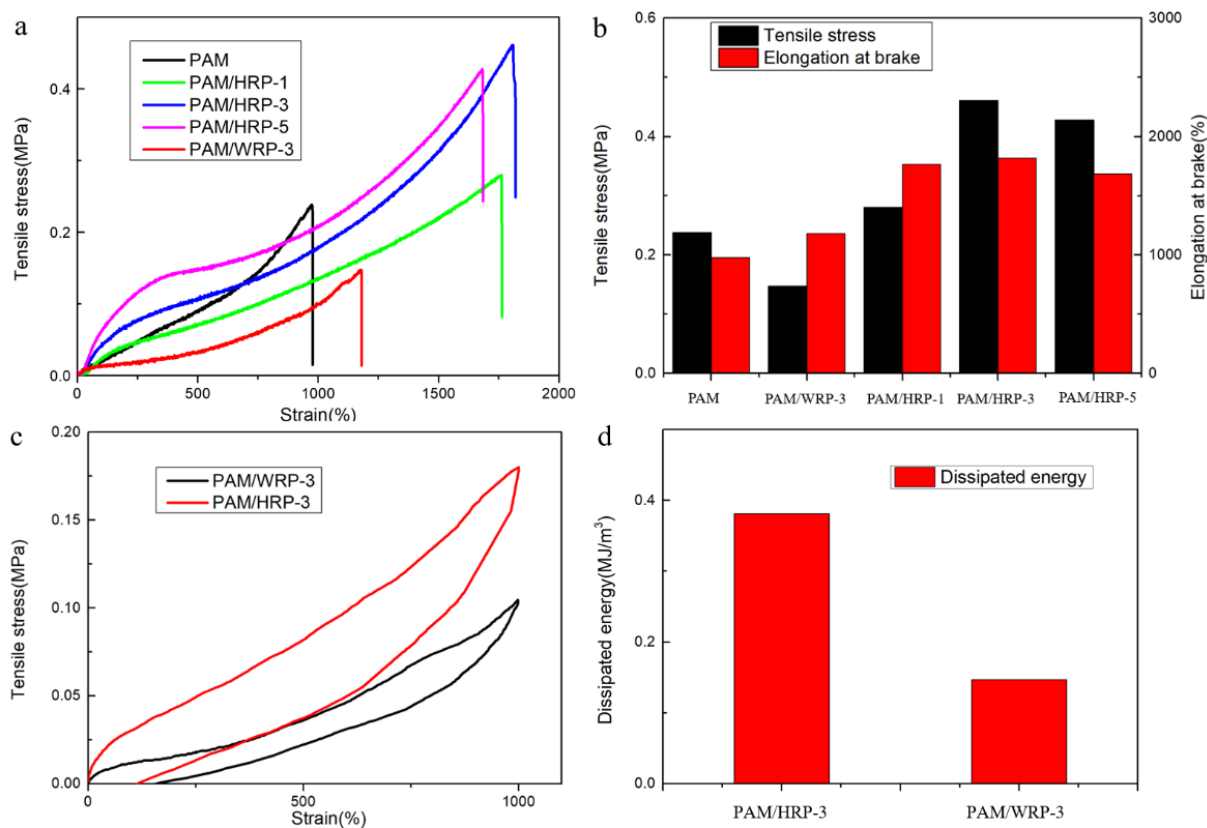 a
PAM
PAM/HRP-1
PAM/HRP-3
PAM/HRP-5
PAM/WRP-3
Tensile stress(MPa)
0.4
0.2
0.0
0
500
1000
1500
2000
Strain(%)
b
Tensile stress
Elongation at brake
Tensile stress(MPa)
0.6
0.4
0.2
0.0
3000
2000
1000
0
Elongation at brake(%)
PAM
PAM/WRP-3
PAM/HRP-1
PAM/HRP-3
PAM/HRP-5
c
PAM/WRP-3
PAM/HRP-3
Tensile stress(MPa)
0.20
0.15
0.10
0.05
0.00
0
500
1000
Strain(%)
d
Dissipated energy
Dissipated energy(MJ/m³)
0.4
0.2
0.0
PAM/HRP-3
PAM/WRP-3